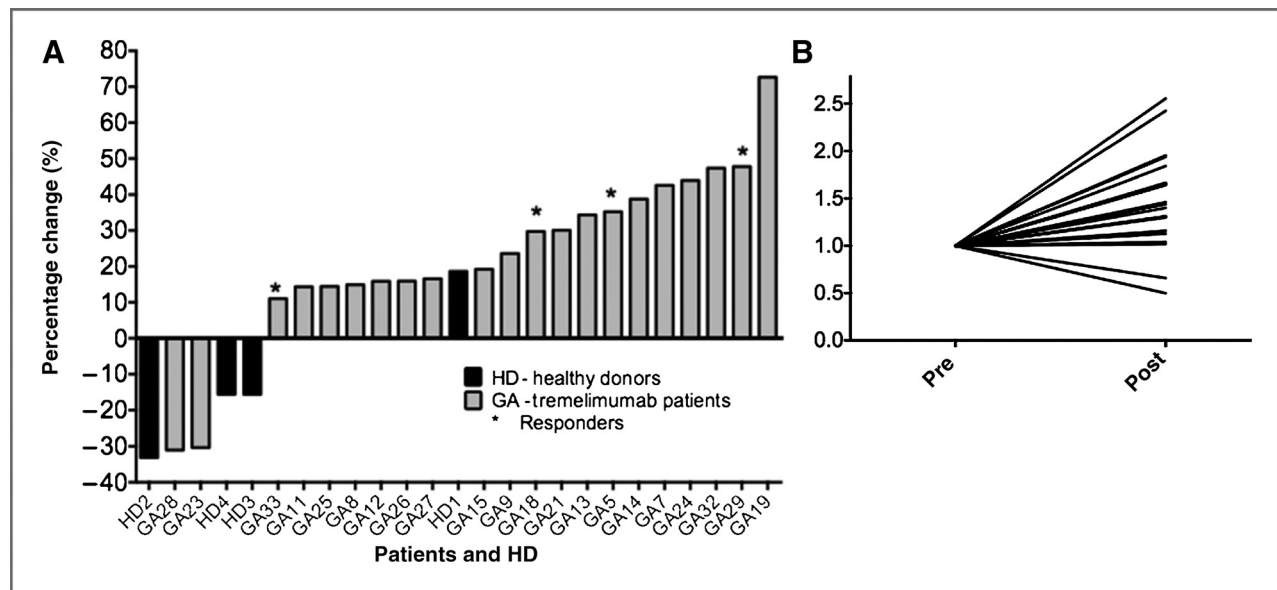 A
B
Percentage change (%)
80
70
60
50
40
30
20
10
0
−10
−20
−30
−40
*
*
*
*
HD - healthy donors
GA - tremelimumab patients
* Responders
HD2
GA28
GA23
HD4
HD3
GA33
GA11
GA25
GA8
GA12
GA26
GA27
HD1
GA15
GA9
GA18
GA21
GA13
GA5
GA14
GA7
GA24
GA32
GA29
GA19
Patients and HD
2.5
2.0
1.5
1.0
0.5
0.0
Pre
Post